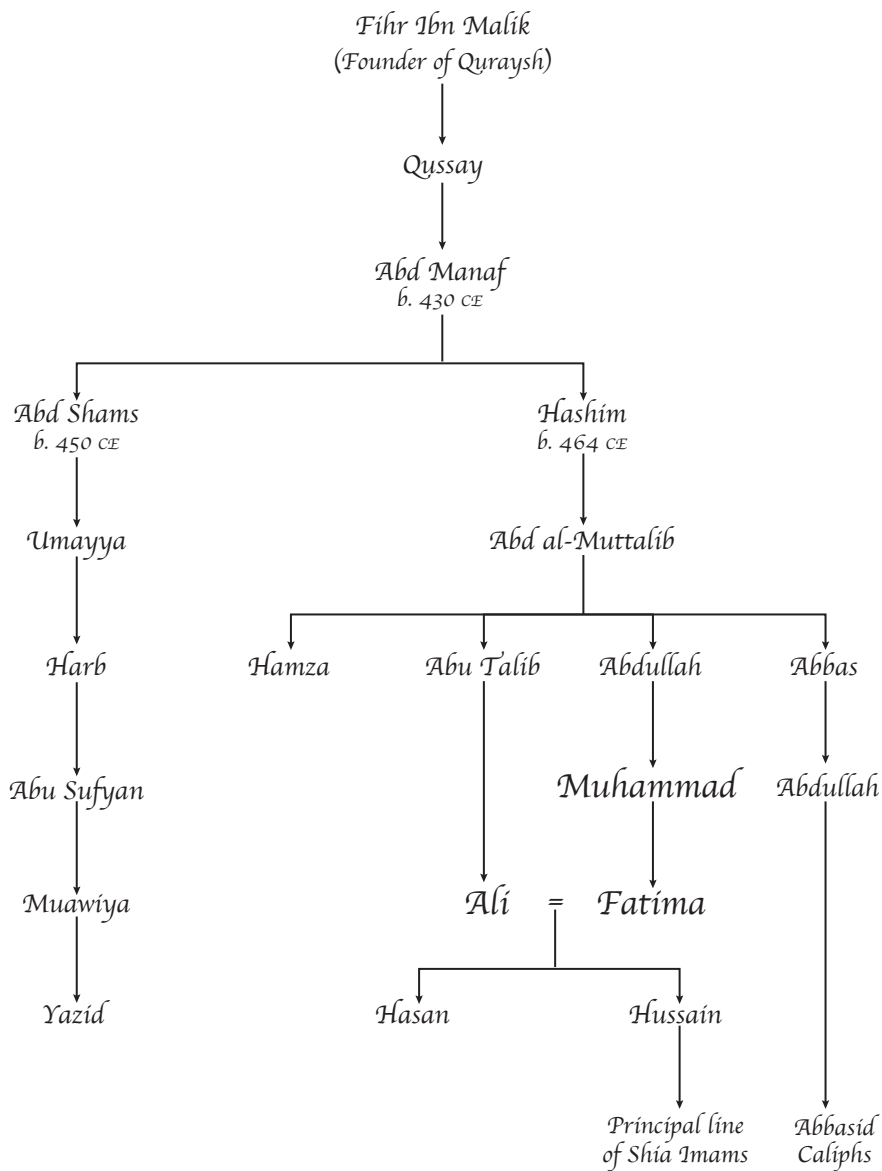 Fihr Ibn Malik
(Founder of Quraysh)
Qussay
Abd Manaf
b. 430 CE
Abd Shams
b. 450 CE
Hashim
b. 464 CE
Umayya
Abd al-Muttalib
Harb
Hamza
Abu Talib
Abdullah
Abbas
Abu Sufyan
Muhammad
Abdullah
Muawiya
Ali = Fatima
Yazid
Hasan
Hussain
Principal line
of Shia Imams
Abbasid
Caliphs